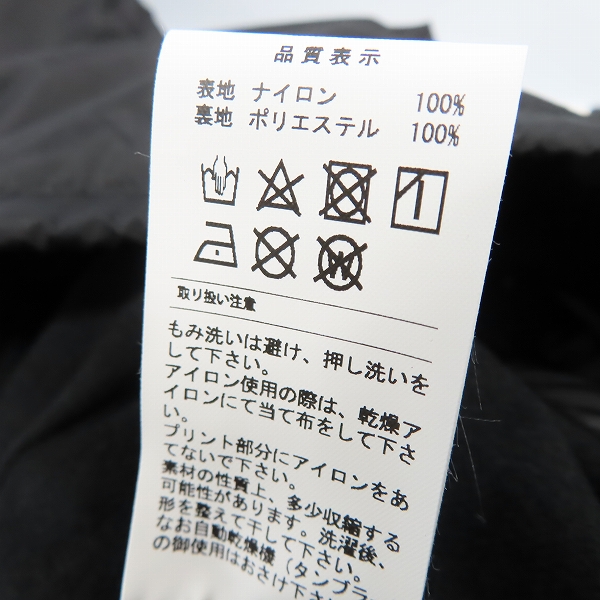 品質表示
表地 ナイロン 100%
裏地 ポリエステル 100%
W
取り扱い注意
もみ洗いは避け、押し洗いを
して下さい。
アイロン使用の際は、乾燥ア
イロンにて当て布をして下さ
い。
プリント部分にアイロンをあ
てないで下さい。
素材の性質上、多少収縮する
可能性があります。洗濯後、
形を整えて干して下さい。
なお自動乾燥機(タンブラ
の御使用はおさけ下さい